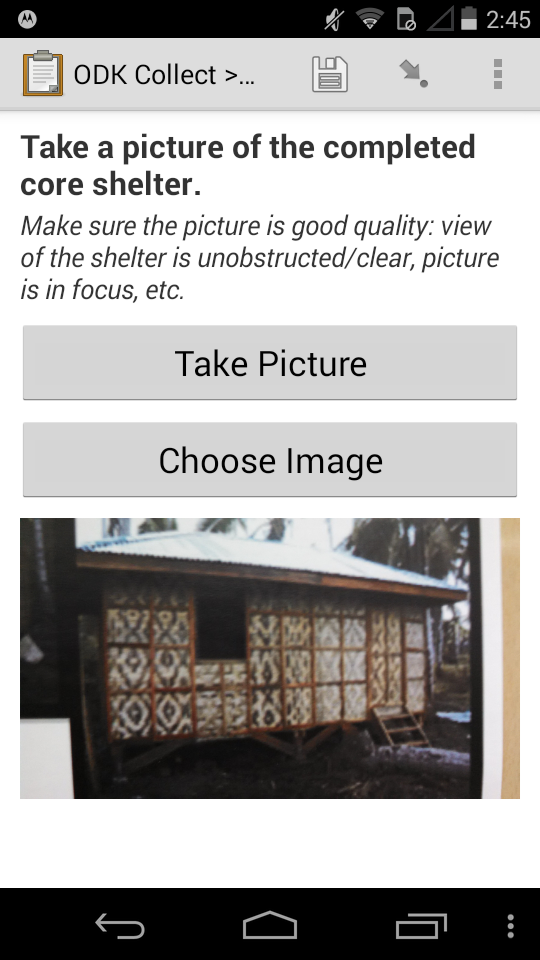 2:45
ODK Collect >...
Take a picture of the completed
core shelter.
Make sure the picture is good quality: view
of the shelter is unobstructed/clear, picture
is in focus, etc.
Take Picture
Choose Image